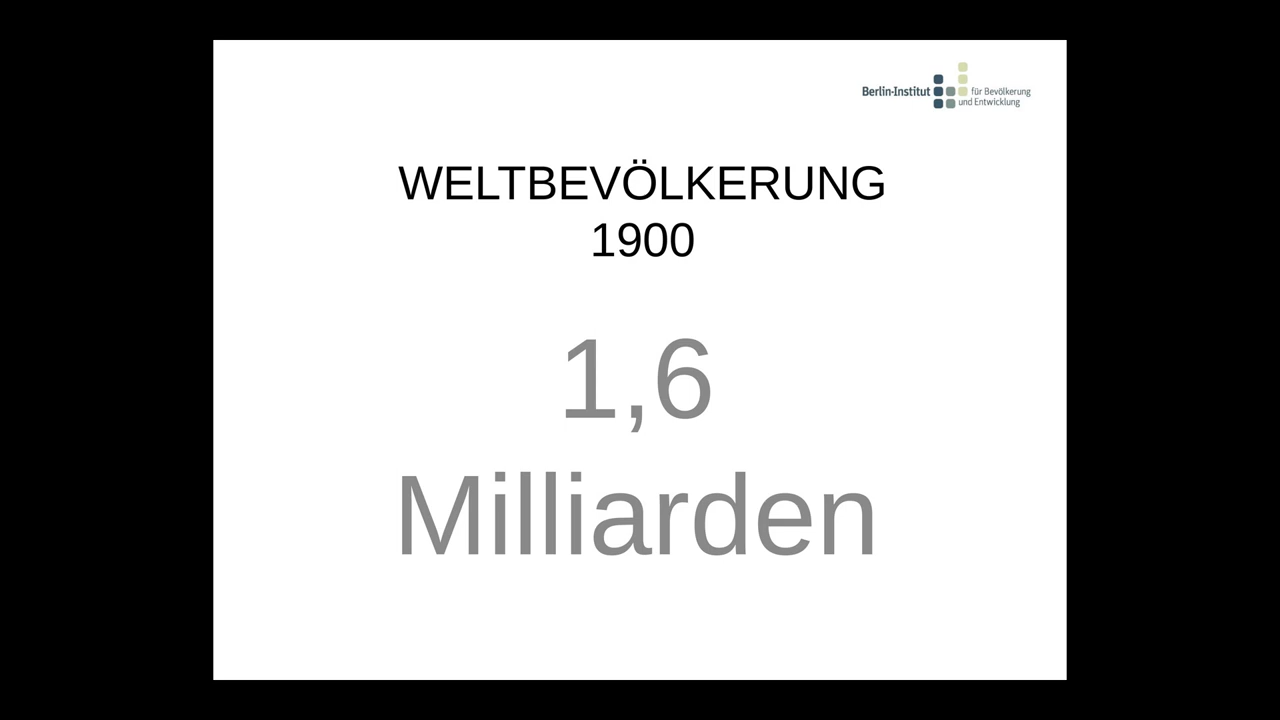 Berlin-Institut für Bevölkerung
und Entwicklung
WELTBEVÖLKERUNG
1900
1,6
Milliarden